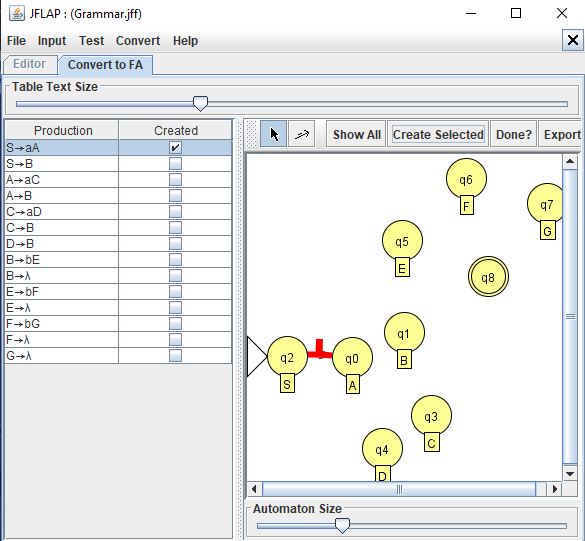 JFLAP : (Grammar.jff)
File Input Test Convert Help
Editor Convert to FA
Table Text Size
Production Created
S→aA
S→B
A→aC
A→B
C→aD
C→B
D→B
B→bE
B→λ
E→bF
E→λ
F→bG
F→λ
G→λ
Show All Create Selected Done? Export
q6
F
q7
G
q5
E
q8
q1
B
q2
S
q0
A
q3
C
q4
D
Automaton Size